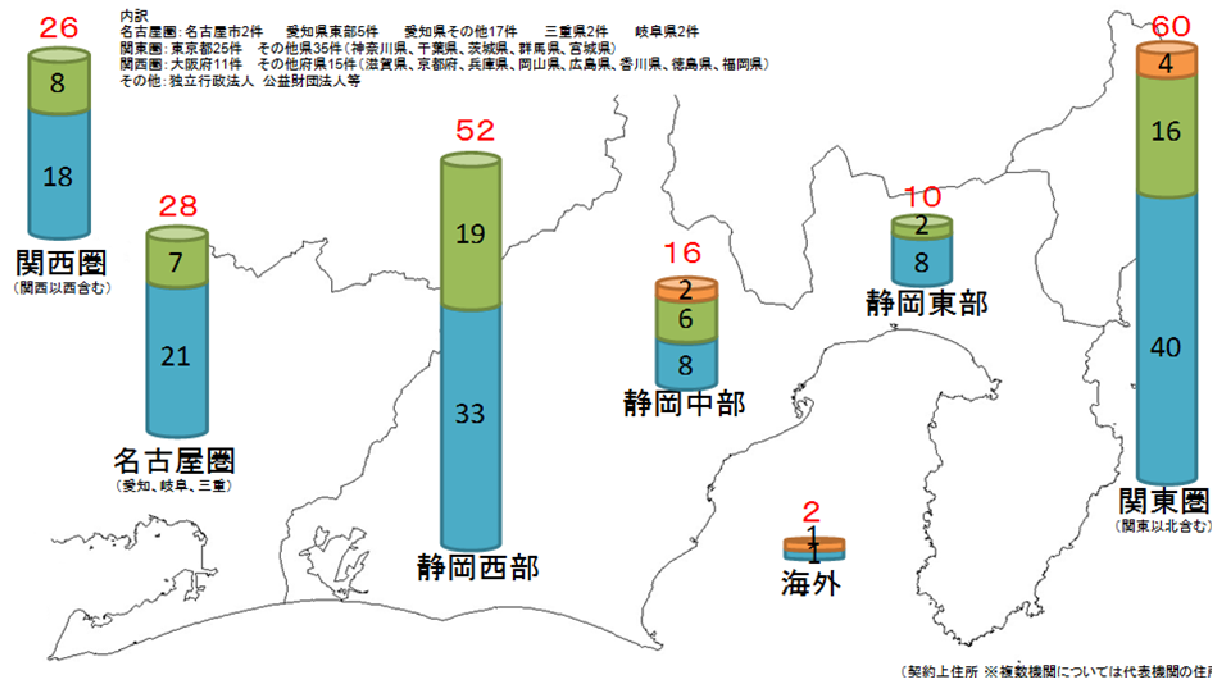 内訳
名古屋圏:名古屋市2件 愛知県東部5件 愛知県その他17件 三重県2件 岐阜県2件
関東圏:東京都25件 その他県35件(神奈川県、千葉県、茨城県、群馬県、宮城県)
関西圏:大阪府11件 その他府県15件(滋賀県、京都府、兵庫県、岡山県、広島県、香川県、徳島県、福岡県)
その他:独立行政法人 公益財団法人等
26
8
18
関西圏
(関西以西含む)
28
7
21
名古屋圏
(愛知、岐阜、三重)
52
19
33
静岡西部
16
2
6
8
静岡中部
10
2
8
静岡東部
2
1
1
海外
60
4
16
40
関東圏
(関東以北含む)
(契約上住所 ※複数機関については代表機関の住所